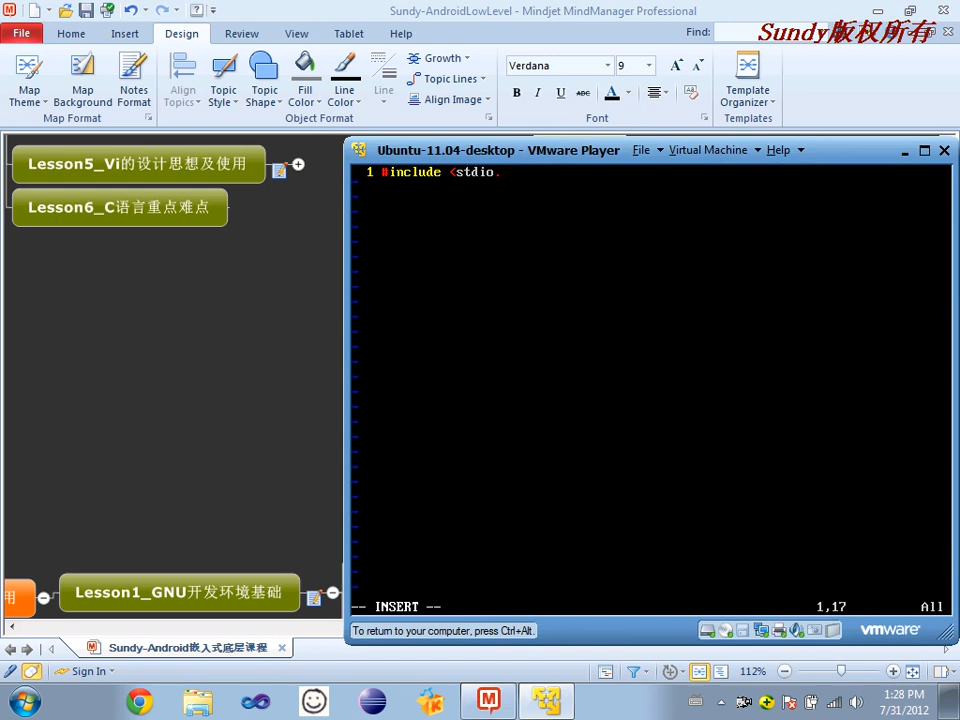 Sundy-AndroidLowLevel - Mindjet MindManager Professional
File Home Insert Design Review View Tablet Help Find:
Sundy版权所有
Map Theme
Map Background
Notes Format
Align Topics
Topic Style
Topic Shape
Fill Color
Line Color
Line
Growth
Topic Lines
Align Image
Verdana 9
B I U ABC A
Template Organizer
Map Format Object Format Font Templates
Lesson5_Vi的设计思想及使用
Lesson6_C语言重点难点
Ubuntu-11.04-desktop - VMware Player File Virtual Machine Help
1 #include <stdio.
-- INSERT -- 1,17 All
用
Lesson1_GNU开发环境基础
To return to your computer, press Ctrl+Alt.
vmware
Sundy-Android嵌入式底层课程
Sign In 112%
1:28 PM
7/31/2012